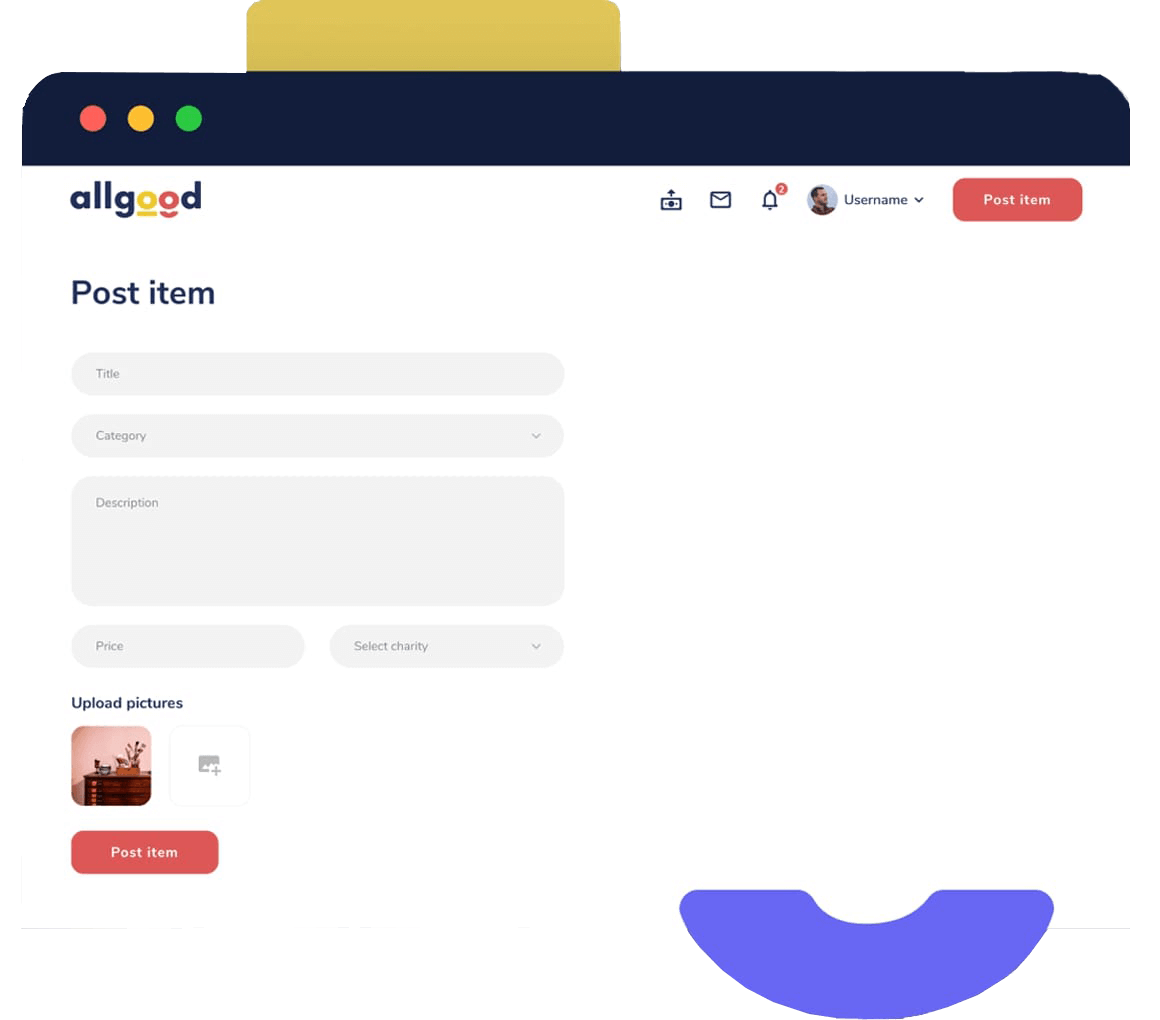 allgood
2
Username
Post item
Post item
Title
Category
Description
Price
Select charity
Upload pictures
Post item